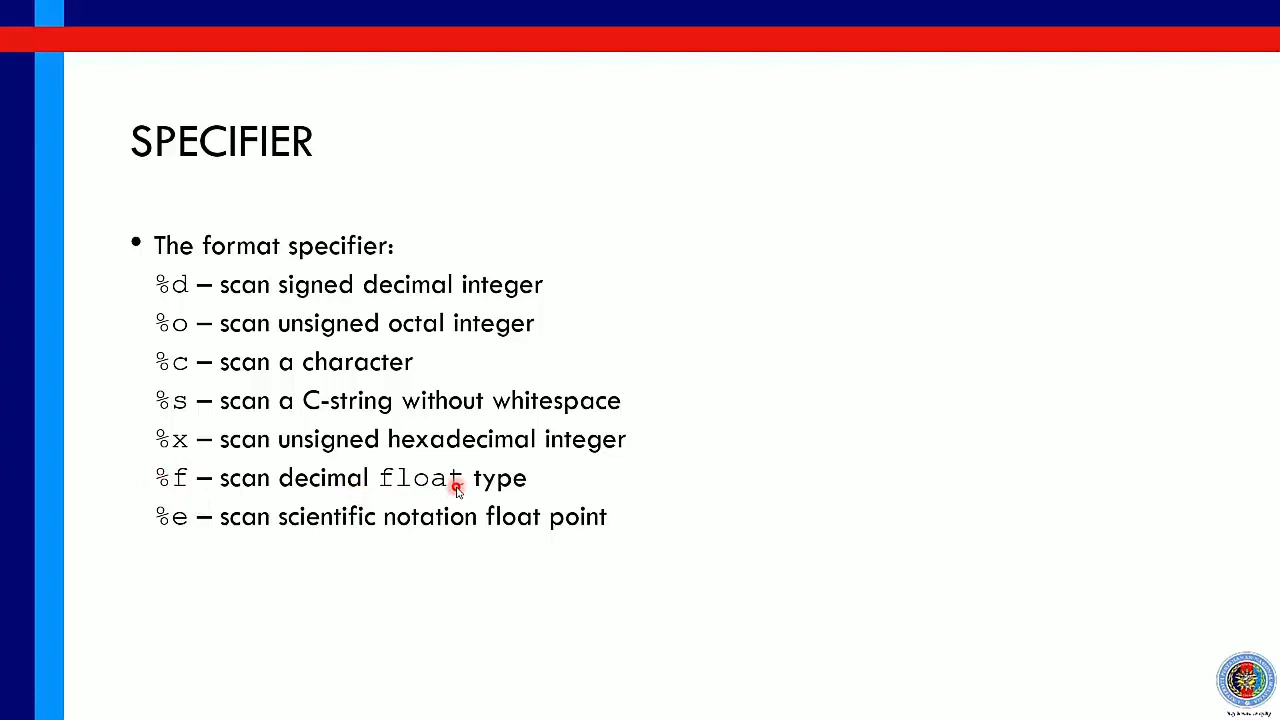 SPECIFIER
• The format specifier:
%d – scan signed decimal integer
%o – scan unsigned octal integer
%c – scan a character
%s – scan a C-string without whitespace
%x – scan unsigned hexadecimal integer
%f – scan decimal float type
%e – scan scientific notation float point